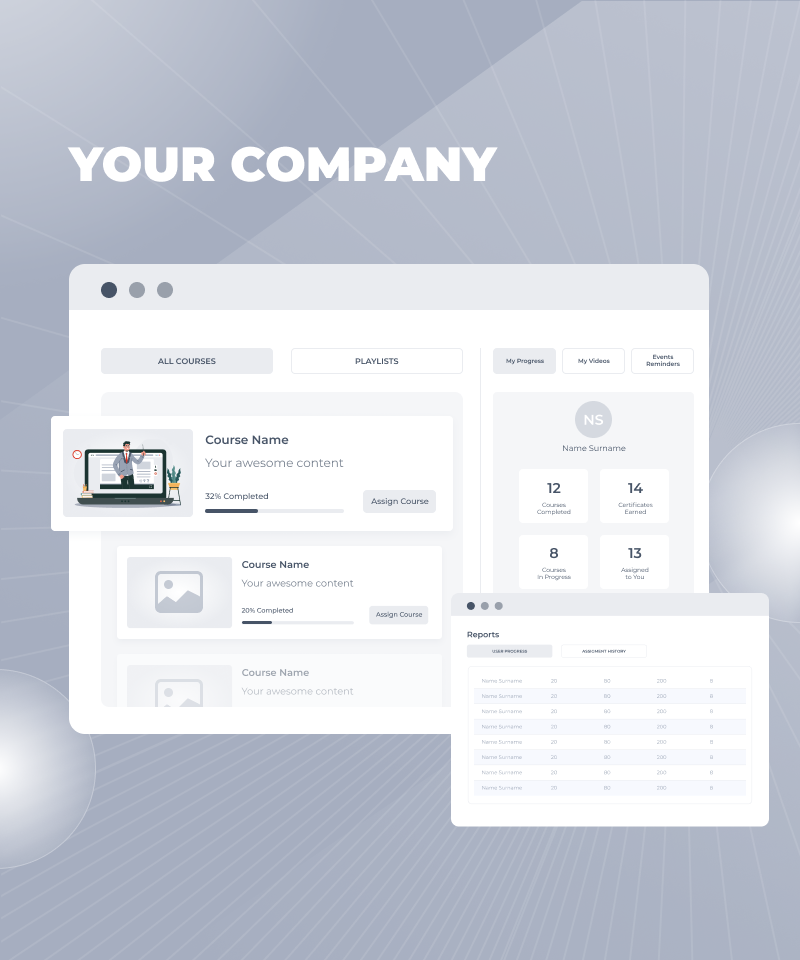 YOUR COMPANY
ALL COURSES
PLAYLISTS
My Progress
My Videos
Events
Reminders
Course Name
Your awesome content
32% Completed
Assign Course
Course Name
Your awesome content
20% Completed
Assign Course
Course Name
Your awesome content
NS
Name Surname
12
Courses
Completed
14
Certificates
Earned
8
Courses
In Progress
13
Assigned
to You
Reports
USER PROGRESS
ASSIGMENT HISTORY
Name Surname 20 80 200 8
Name Surname 20 80 200 8
Name Surname 20 80 200 8
Name Surname 20 80 200 8
Name Surname 20 80 200 8
Name Surname 20 80 200 8
Name Surname 20 80 200 8
Name Surname 20 80 200 8